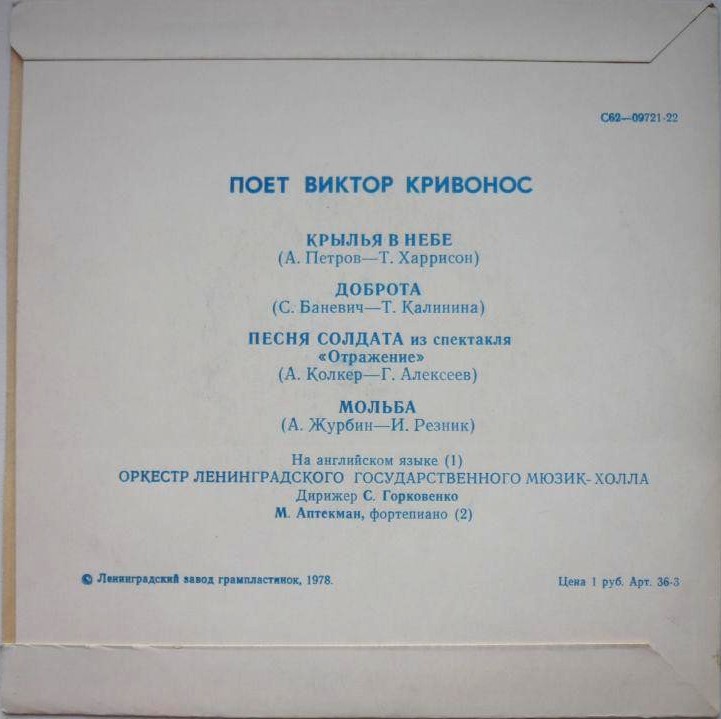 С62—09721-22
ПОЕТ ВИКТОР КРИВОНОС
КРЫЛЬЯ В НЕБЕ
(А. Петров—Т. Харрисон)
ДОБРОТА
(С. Баневич—Т. Калинина)
ПЕСНЯ СОЛДАТА из спектакля
«Отражение»
(А. Колкер—Г. Алексеев)
МОЛЬБА
(А. Журбин—И. Резник)
На английском языке (1)
ОРКЕСТР ЛЕНИНГРАДСКОГО ГОСУДАРСТВЕННОГО МЮЗИК-ХОЛЛА
Дирижер С. Горковенко
М. Аптекман, фортепиано (2)
© Ленинградский завод грампластинок, 1978. Цена 1 руб. Арт. 36-3